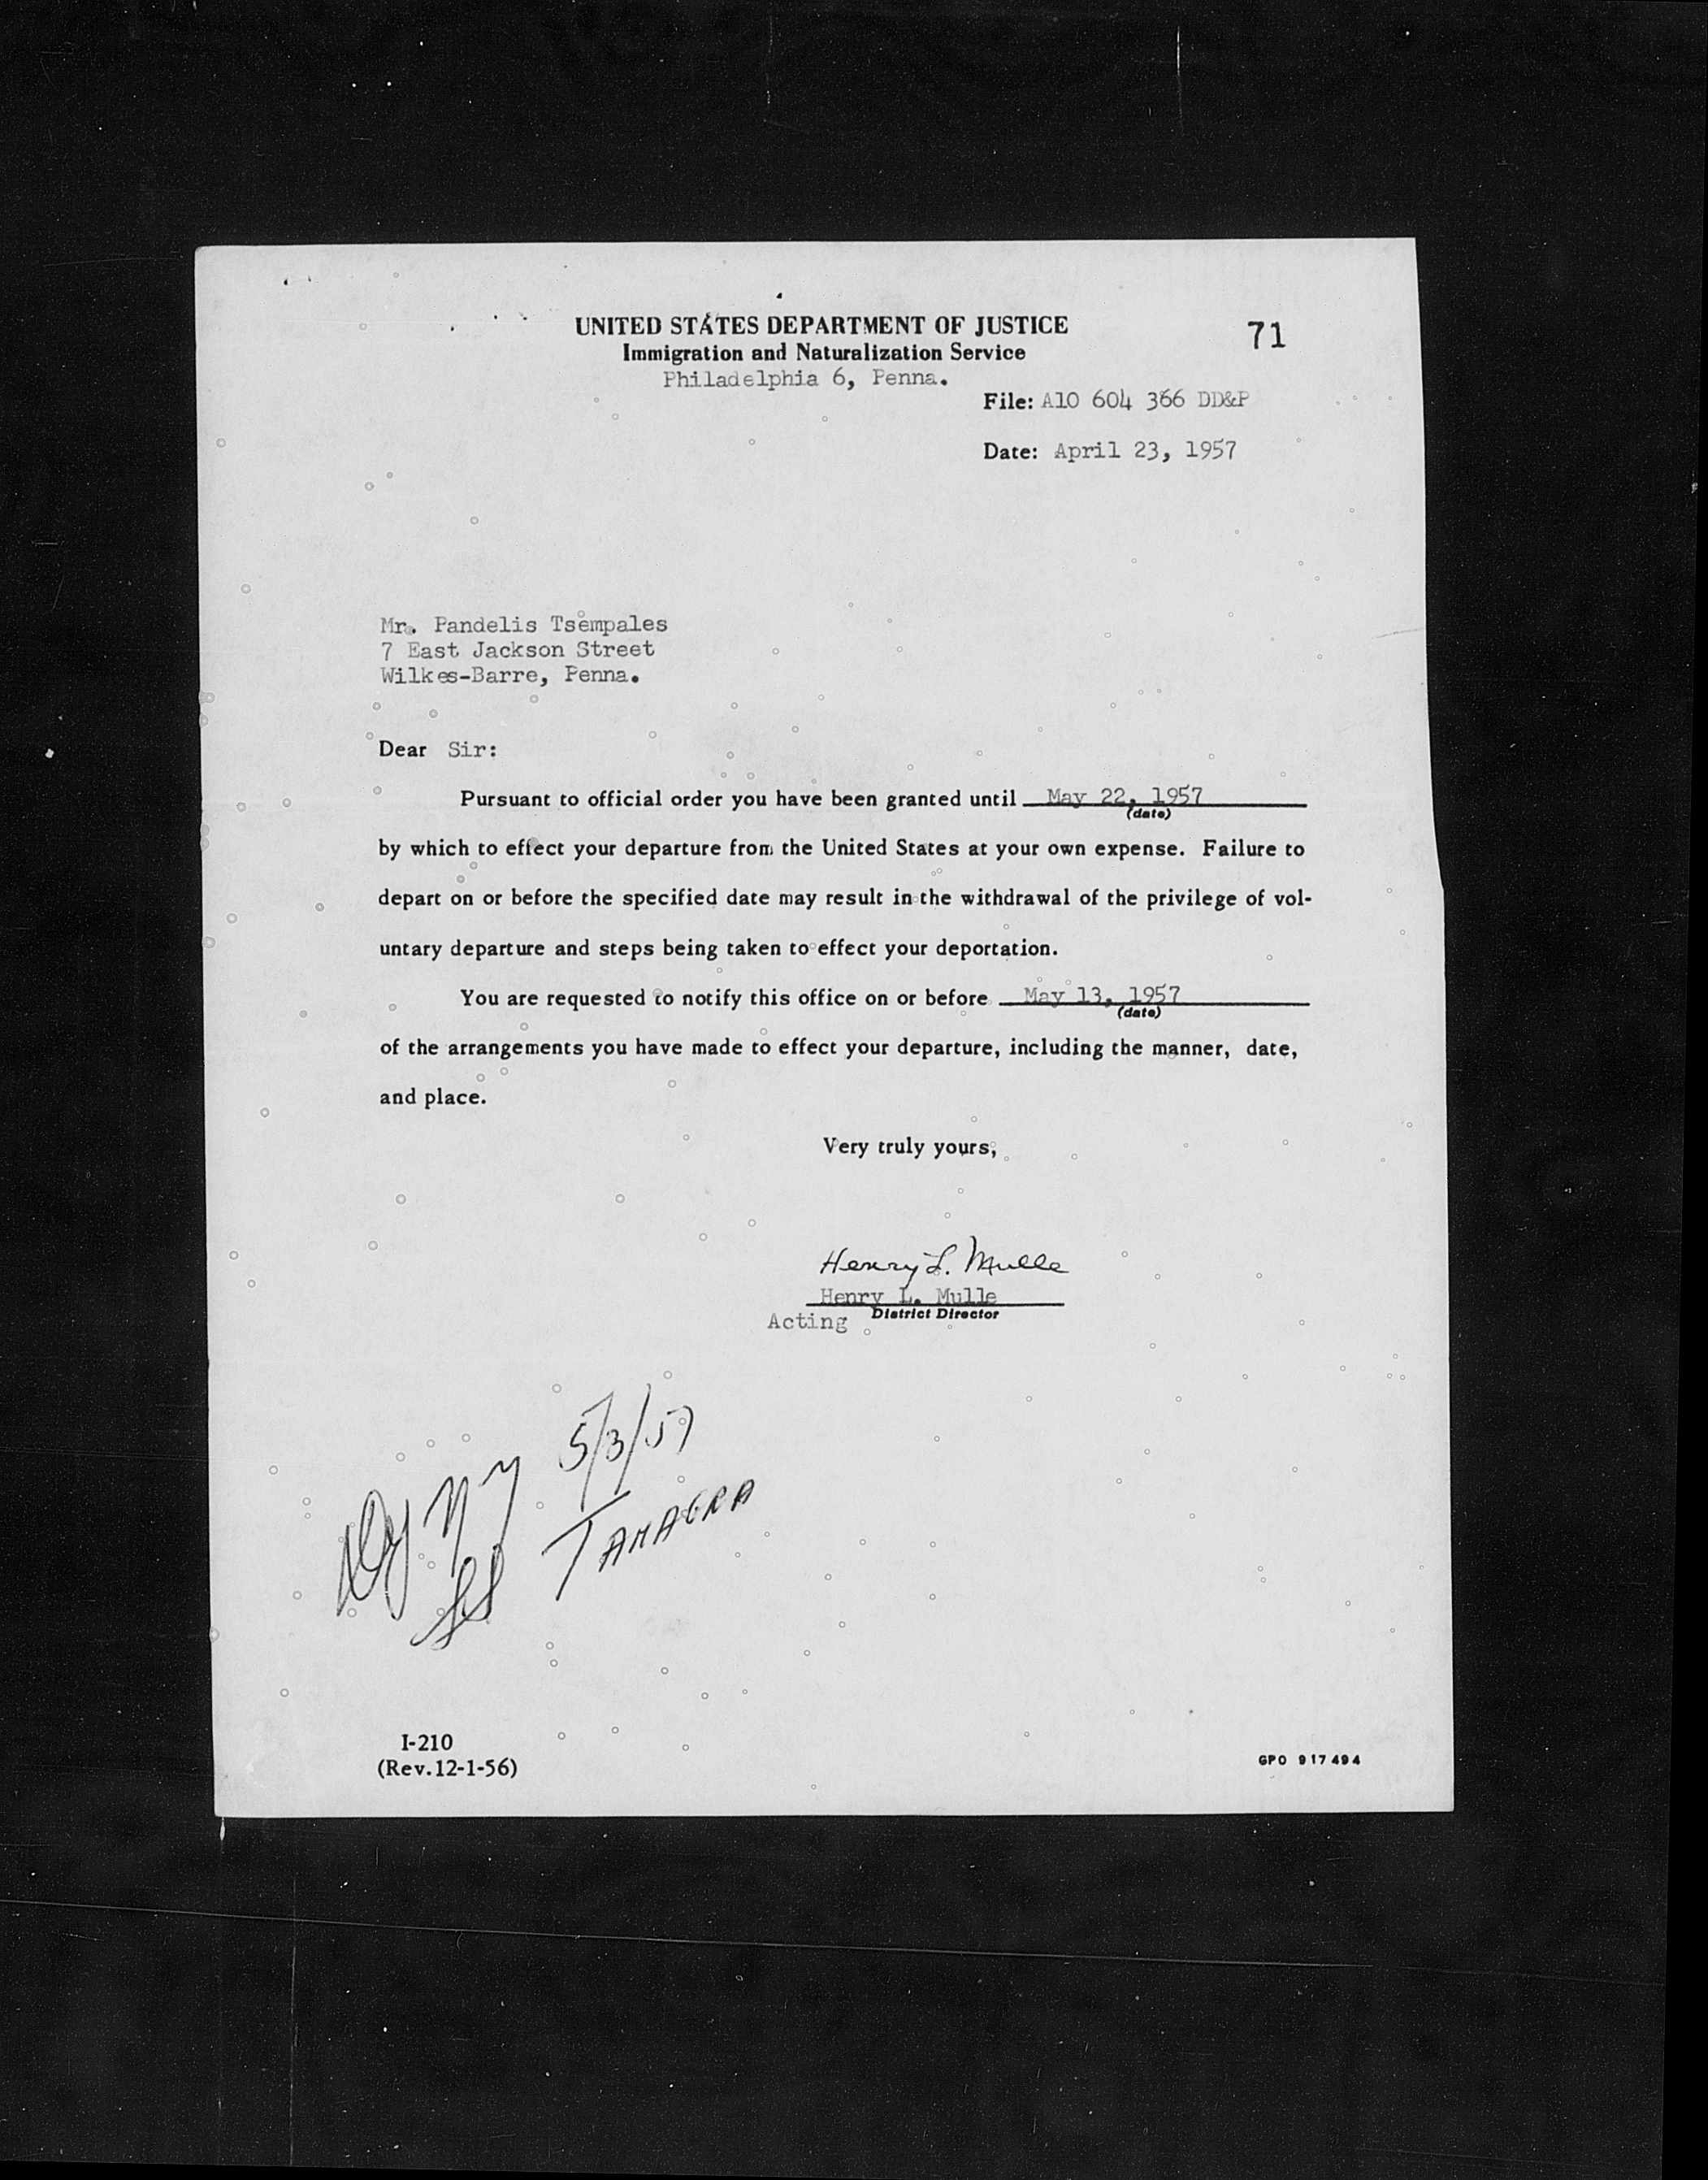 UNITED STATES DEPARTMENT OF JUSTICE
71
Immigration and Naturalization Service
Philadelphia 6, Penna.
File: A10 604 366 DD&P
Date: April 23, 1957
Mr. Pandelis Tsempales
7 East Jackson Street
Wilkes-Barre, Penna.
Dear Sir:
Pursuant to official order you have been granted until May 22, 1957
(date)
by which to effect your departure from the United States at your own expense. Failure to
depart on or before the specified date may result in the withdrawal of the privilege of vol-
untary departure and steps being taken to effect your deportation.
You are requested to notify this office on or before May 13, 1957
(date)
of the arrangements you have made to effect your departure, including the manner, date,
and place.
Very truly yours,
Henry L. Mulle
Henry L. Mulle
Acting District Director
NY 5/3/57
SS TANAGRA
I-210
(Rev.12-1-56)
GPO 917494